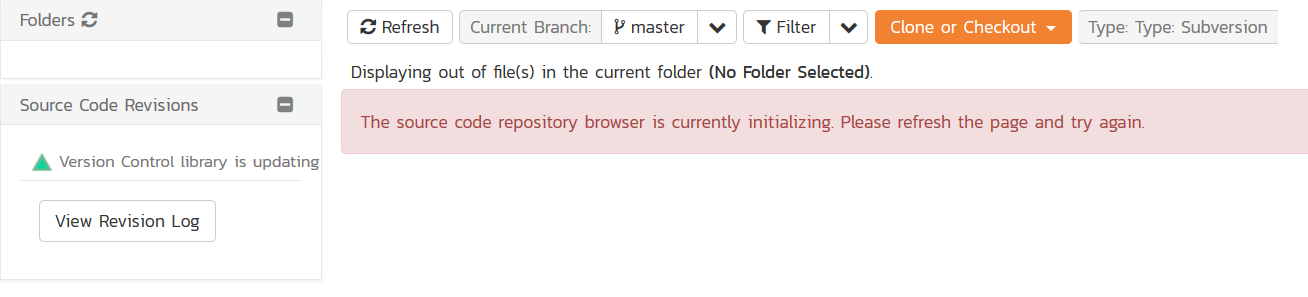 Folders
Source Code Revisions
Version Control library is updating
View Revision Log
Refresh
Current Branch: master
Filter
Clone or Checkout
Type: Type: Subversion
Displaying out of file(s) in the current folder (No Folder Selected).
The source code repository browser is currently initializing. Please refresh the page and try again.